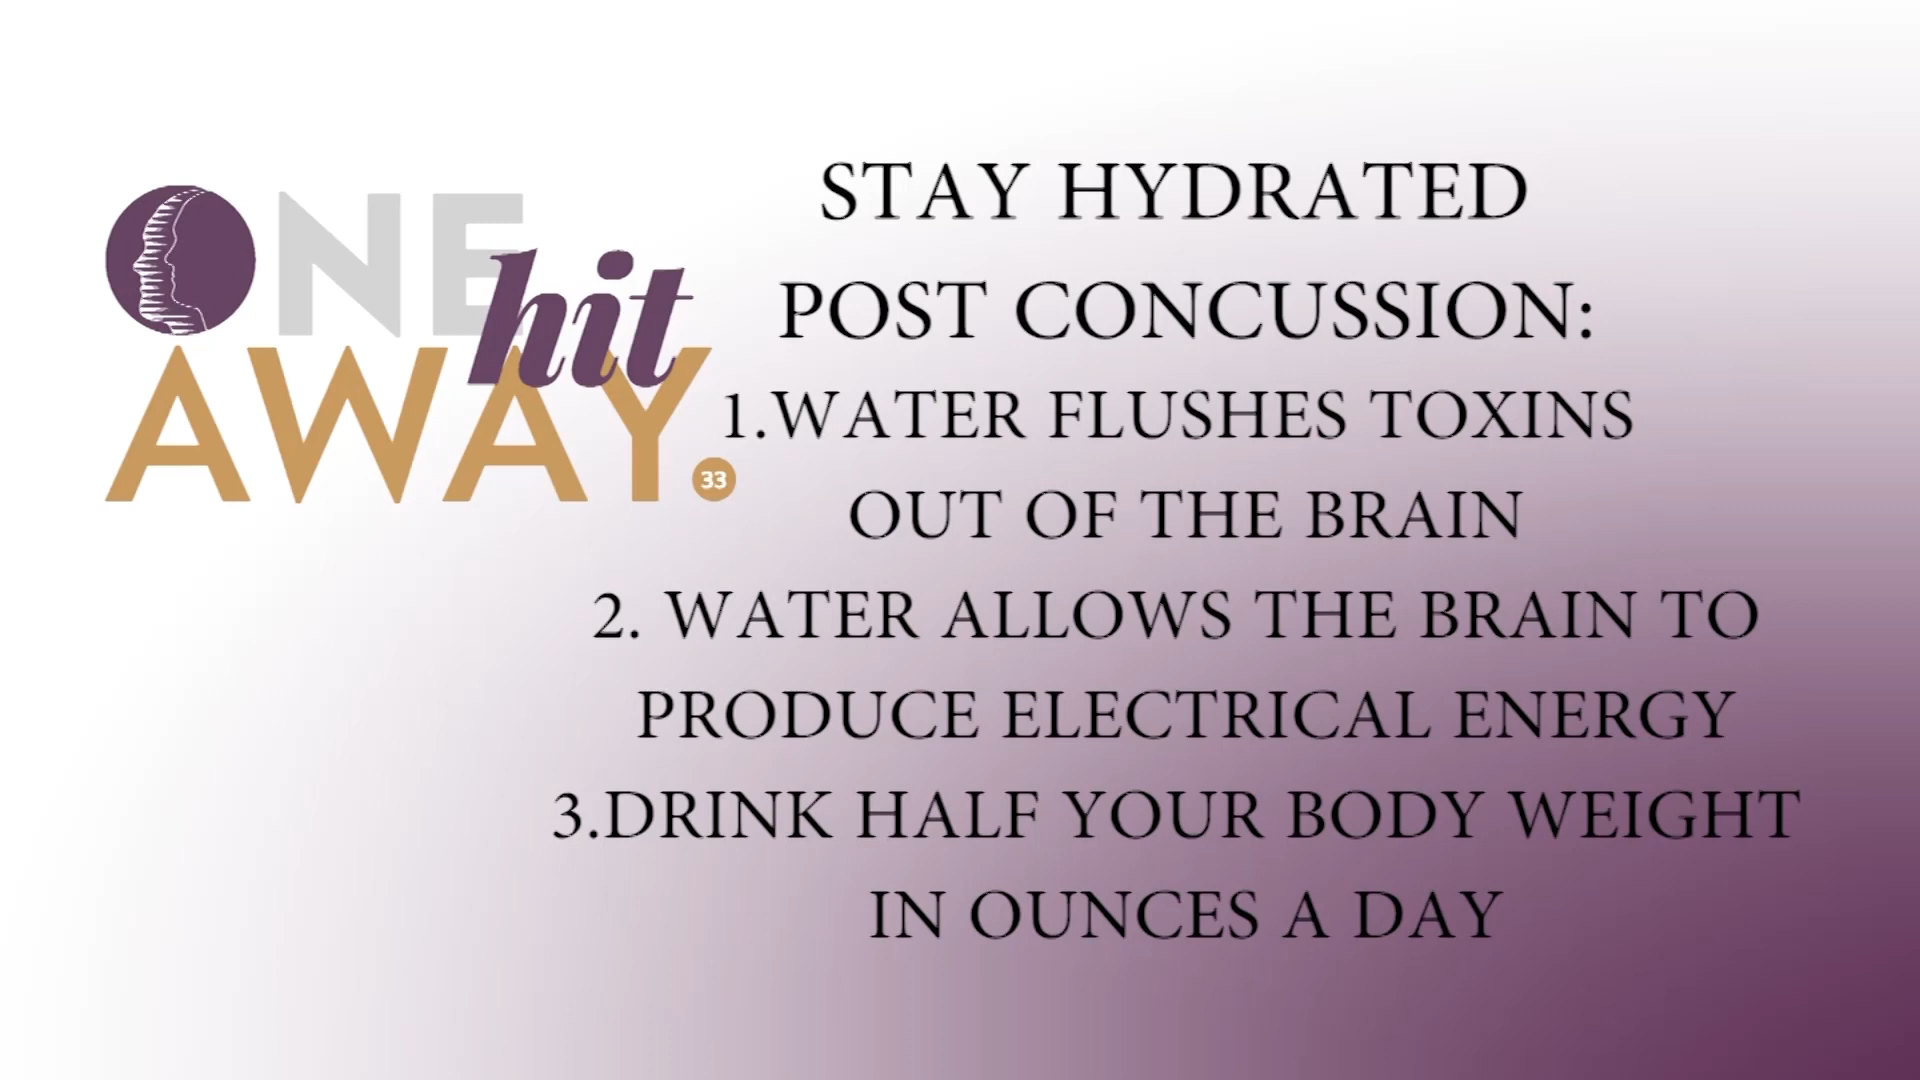 ONE
hit
AWAY.
33
STAY HYDRATED
POST CONCUSSION:
1.WATER FLUSHES TOXINS
OUT OF THE BRAIN
2. WATER ALLOWS THE BRAIN TO
PRODUCE ELECTRICAL ENERGY
3.DRINK HALF YOUR BODY WEIGHT
IN OUNCES A DAY